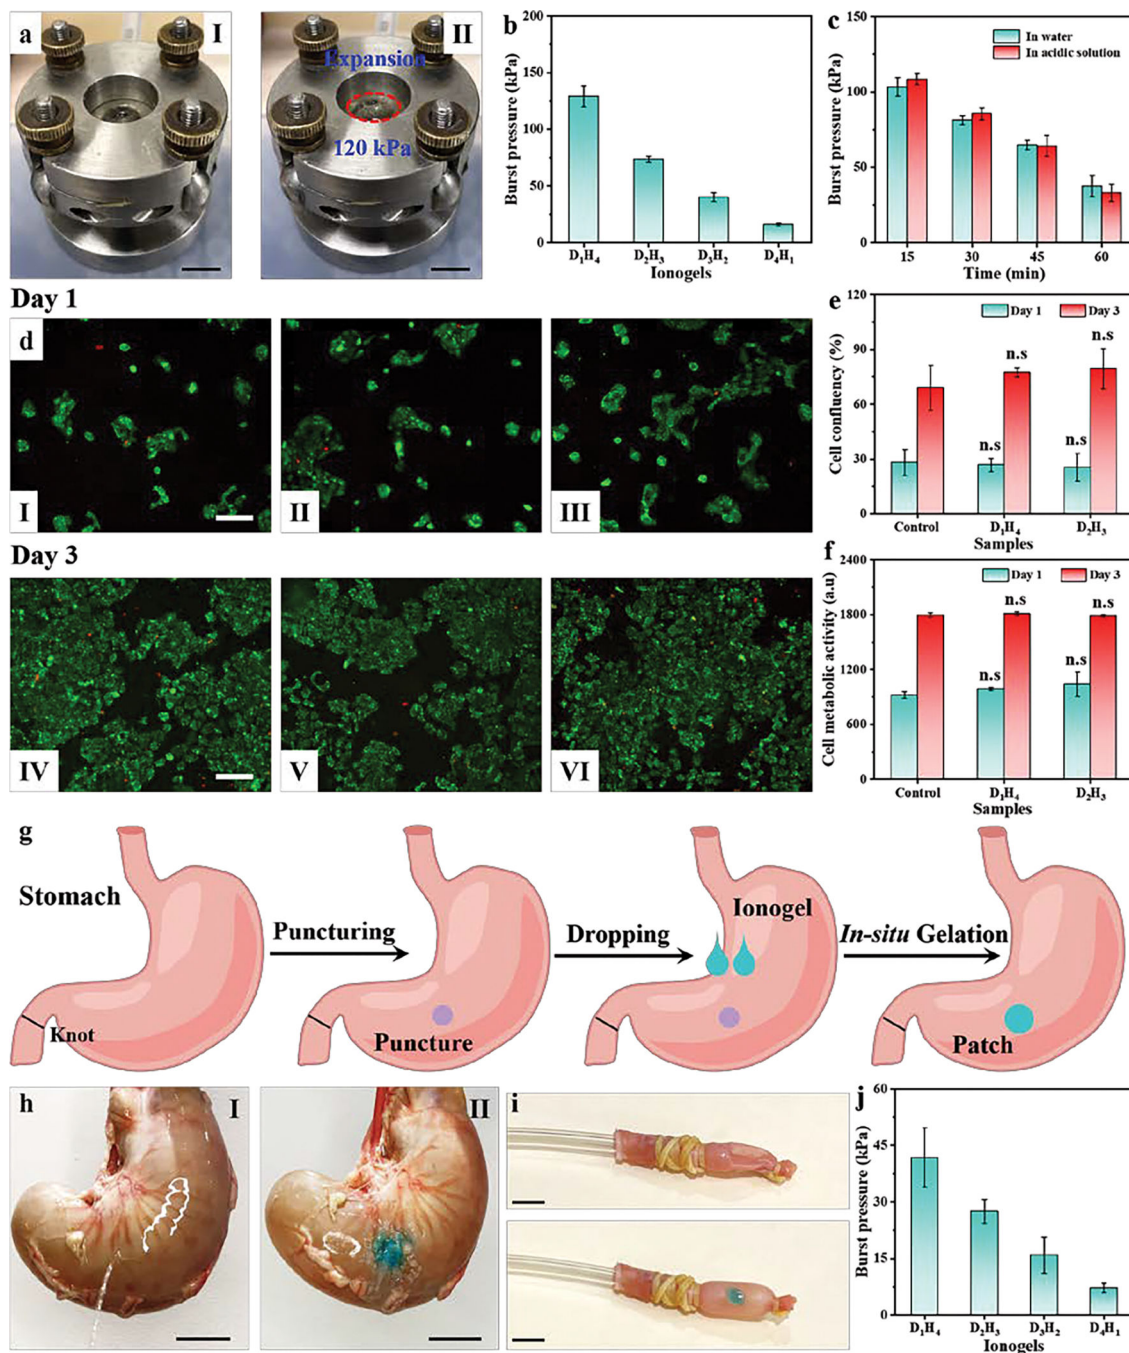 a
I
II
Expansion
120 kPa
b
Burst pressure (kPa)
150
125
100
75
50
25
0
D₁H₄ D₂H₃ D₃H₂ D₄H₁
Ionogels
c
Burst pressure (kPa)
In water
In acidic solution
150
100
50
0
15 30 45 60
Time (min)
Day 1
d
I
II
III
e
Cell confluency (%)
Day 1 Day 3
120
90
60
30
0
n.s
n.s
n.s
n.s
Control D₁H₄ D₂H₃
Samples
Day 3
IV
V
VI
f
Cell metabolic activity (a.u)
Day 1 Day 3
2400
1800
1200
600
0
n.s
n.s
n.s
n.s
Control D₁H₄ D₂H₃
Samples
g
Stomach
Knot
Puncturing
Puncture
Dropping
Ionogel
In-situ Gelation
Patch
h
I
II
i
j
Burst pressure (kPa)
60
45
30
15
0
D₁H₄ D₂H₃ D₃H₂ D₄H₁
Ionogels